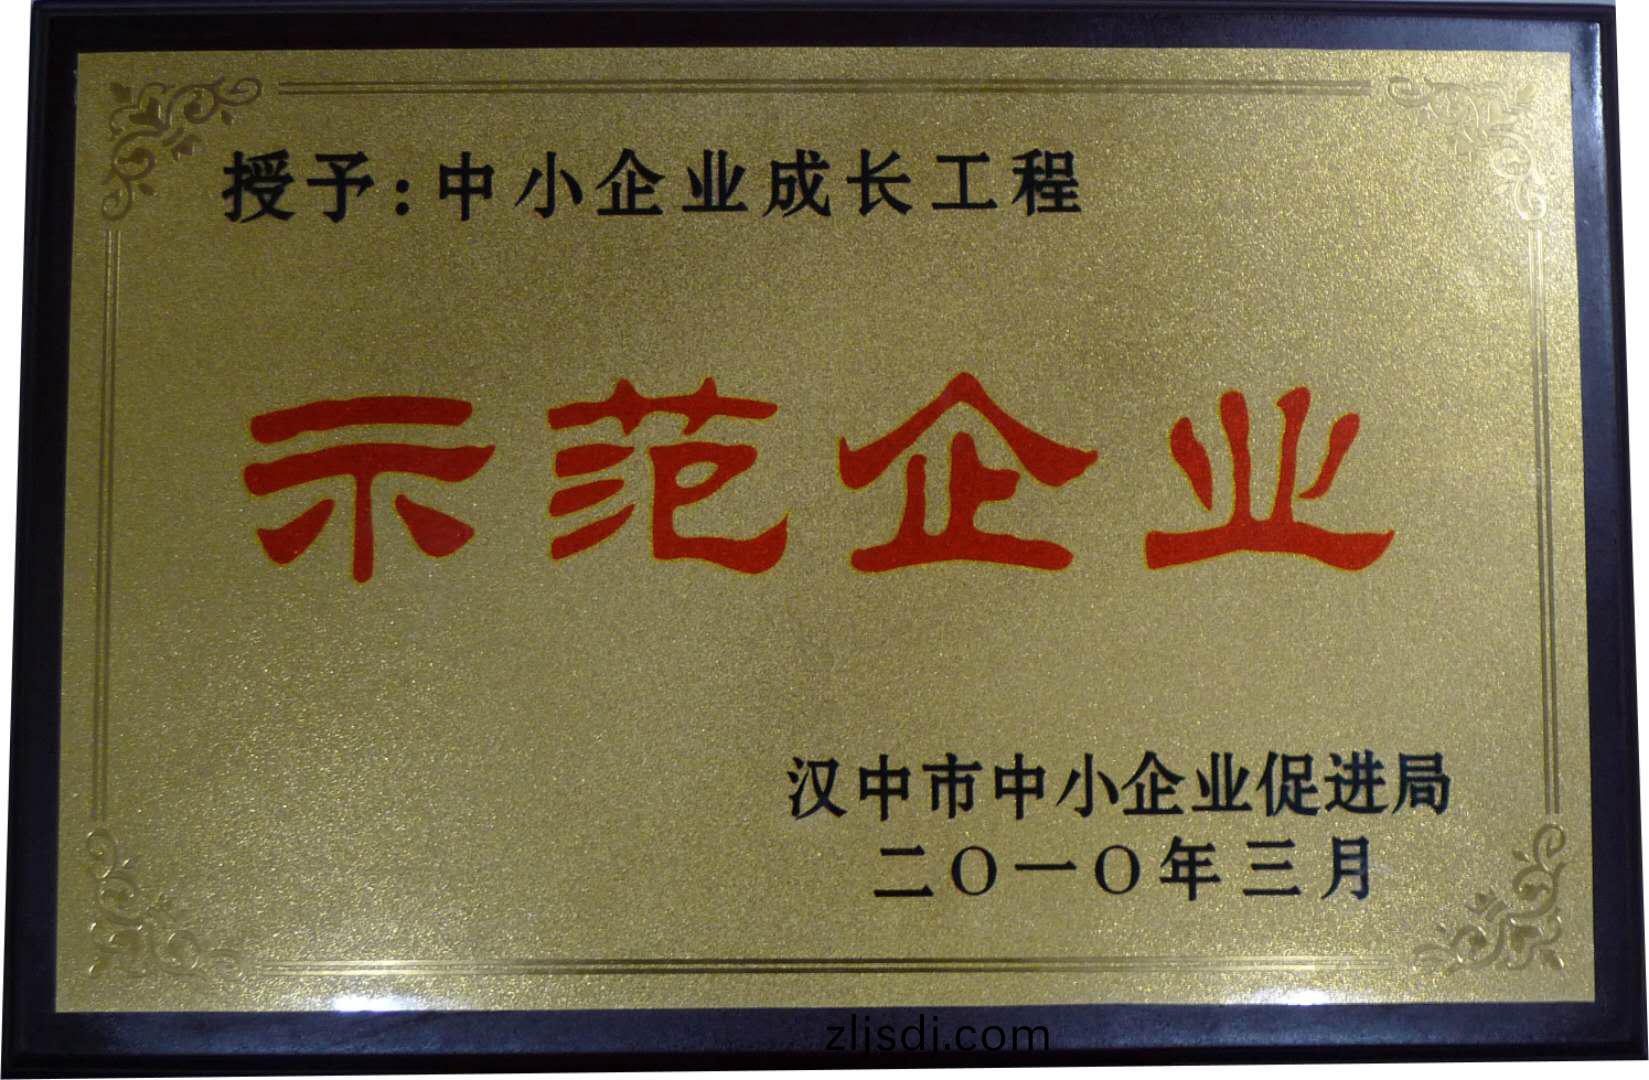 授予:中小企业成长工程
示范企业
汉中市中小企业促进局
二〇一〇年三月
zljsdj.com